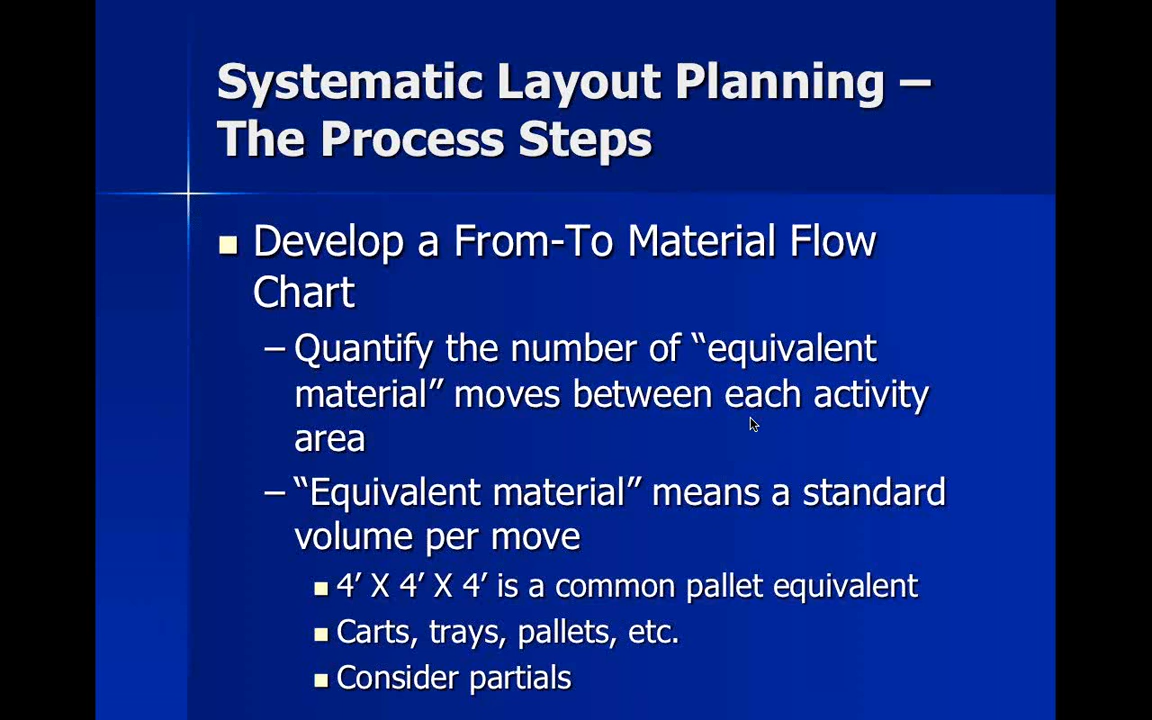 Systematic Layout Planning –
The Process Steps
Develop a From-To Material Flow
Chart
– Quantify the number of “equivalent
material” moves between each activity
area
– “Equivalent material” means a standard
volume per move
4’ X 4’ X 4’ is a common pallet equivalent
Carts, trays, pallets, etc.
Consider partials